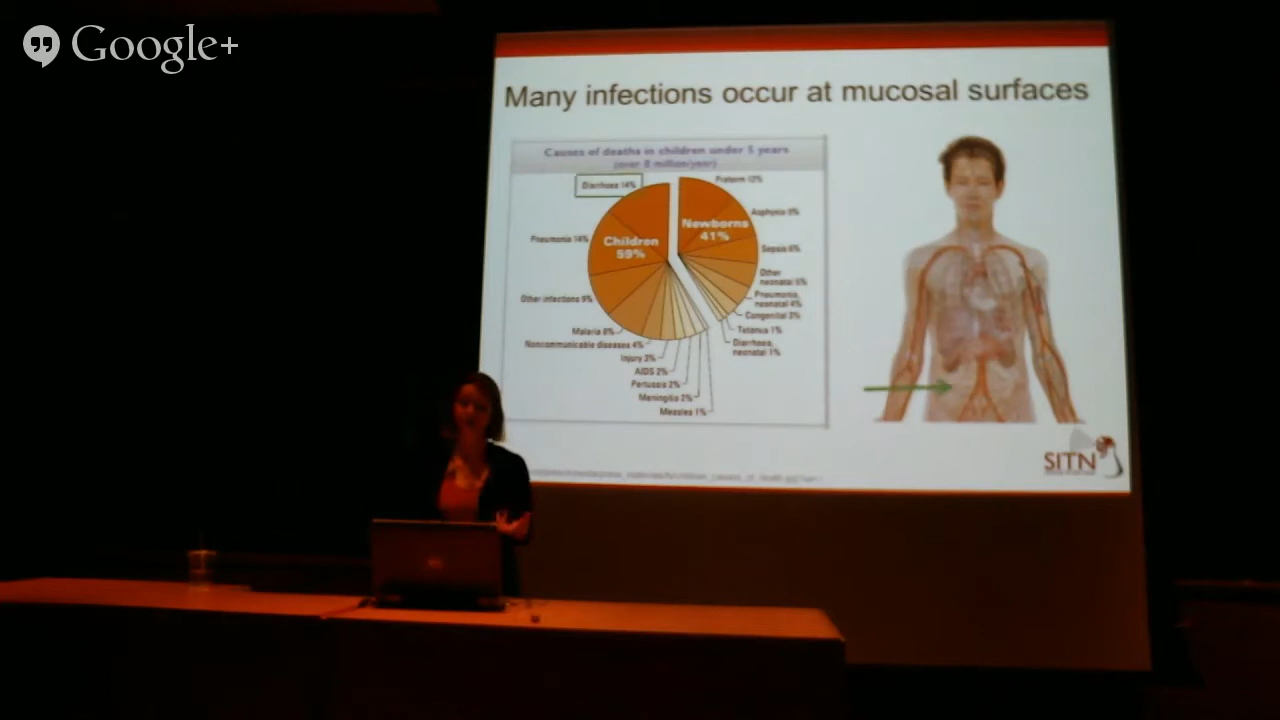 Google+
Many infections occur at mucosal surfaces
Causes of deaths in children under 5 years
(over 8 million/year)
Diarrhoea 14%
Preterm 12%
Pneumonia 14%
Asphyxia 9%
Children
59%
Newborns
41%
Sepsis 6%
Other
neonatal 5%
Other infections 9%
Pneumonia,
neonatal 4%
Congenital 3%
Malaria 8%
Tetanus 1%
Noncommunicable diseases 4%
Diarrhoea,
neonatal 1%
Injury 3%
AIDS 2%
Pertussis 2%
Meningitis 2%
Measles 1%
SITN